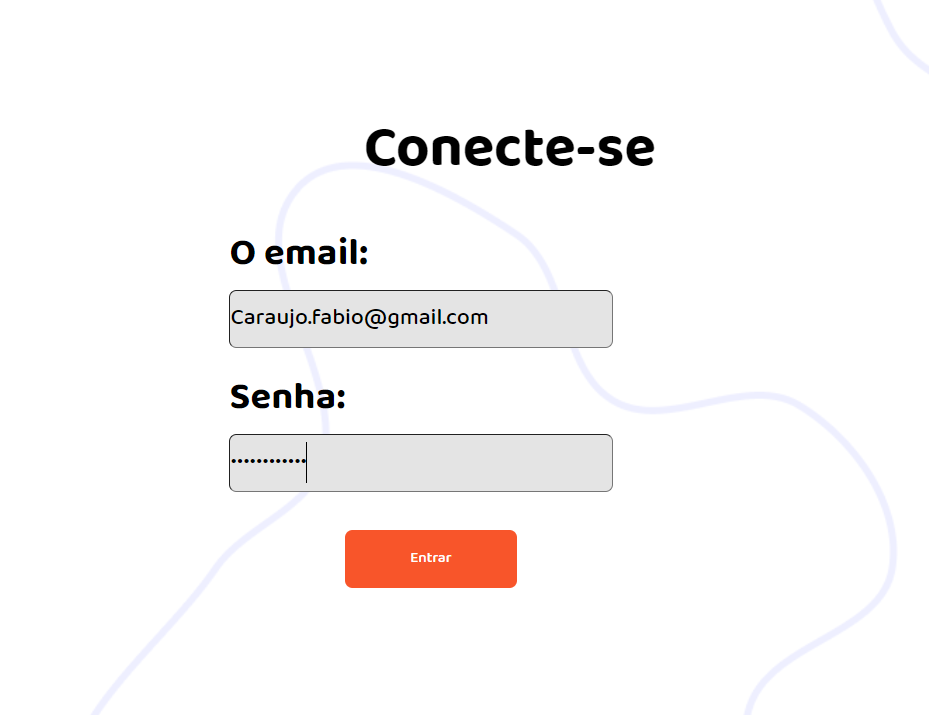 Conecte-se
O email:
Caraujo.fabio@gmail.com
Senha:
••••••••••••
Entrar